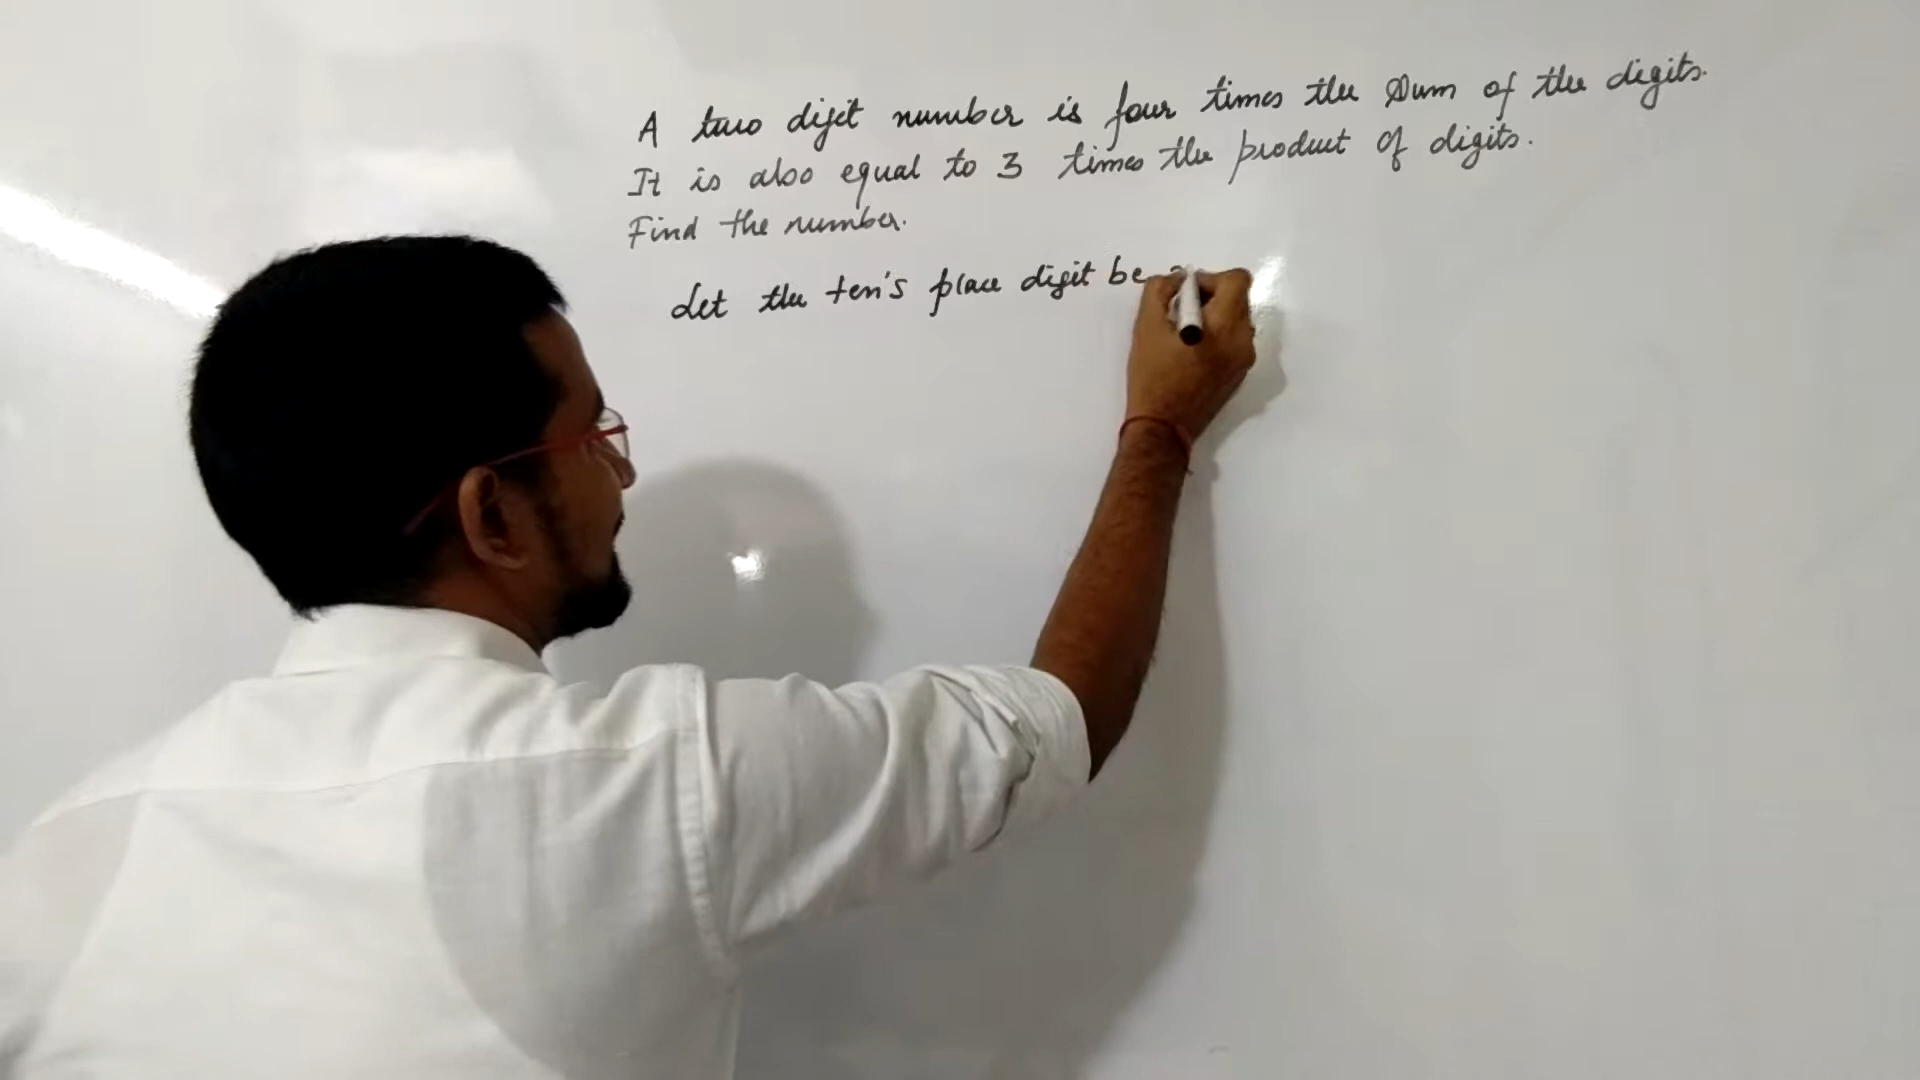 A two digit number is four times the sum of the digits.
It is also equal to 3 times the product of digits.
Find the number.
Let the ten's place digit be